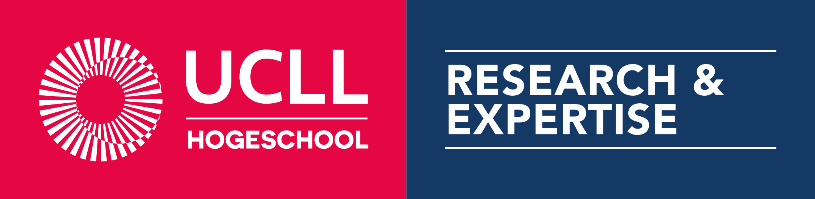 UCLL
HOGESCHOOL
RESEARCH &
EXPERTISE